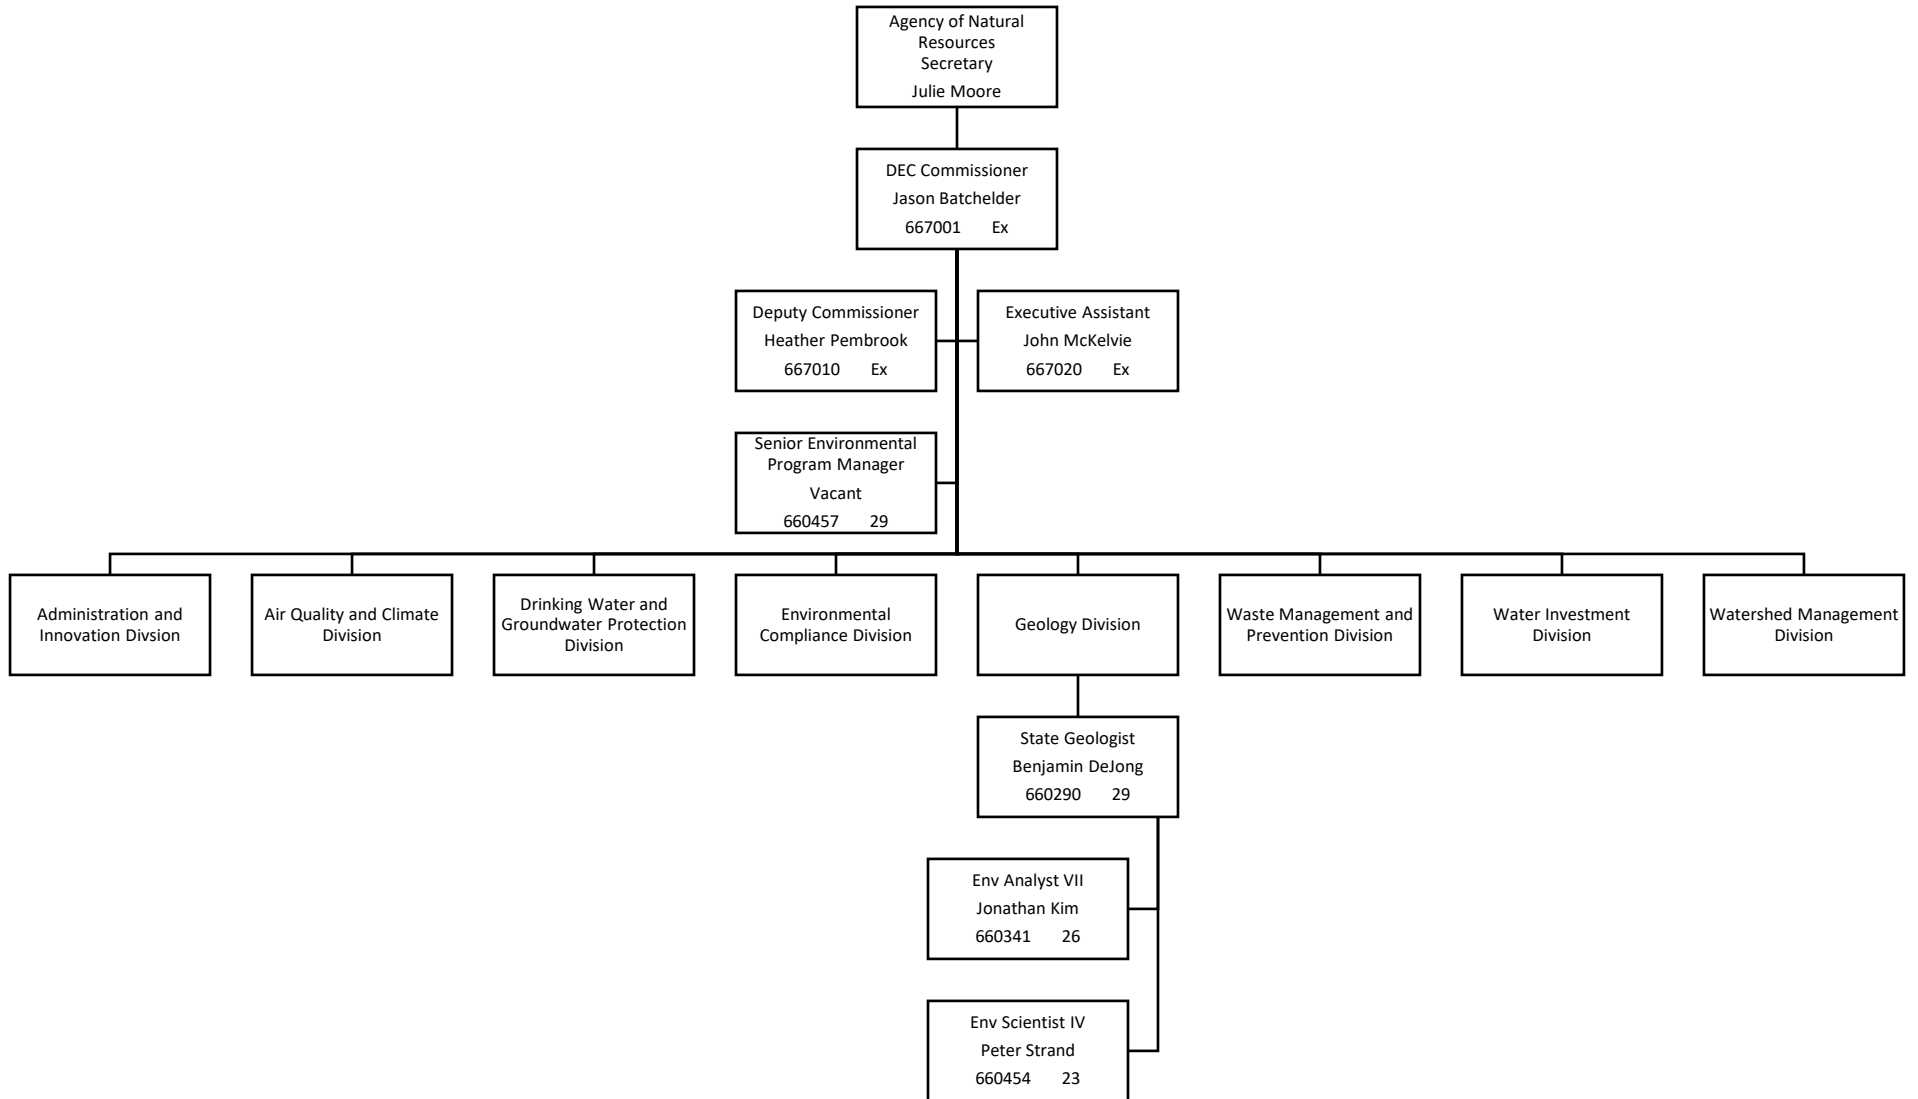 Agency of Natural
Resources
Secretary
Julie Moore
DEC Commissioner
Jason Batchelder
667001 Ex
Deputy Commissioner
Heather Pembrook
667010 Ex
Executive Assistant
John McKelvie
667020 Ex
Senior Environmental
Program Manager
Vacant
660457 29
Administration and
Innovation Divsion
Air Quality and Climate
Division
Drinking Water and
Groundwater Protection
Division
Environmental
Compliance Division
Geology Division
Waste Management and
Prevention Division
Water Investment
Division
Watershed Management
Division
State Geologist
Benjamin DeJong
660290 29
Env Analyst VII
Jonathan Kim
660341 26
Env Scientist IV
Peter Strand
660454 23